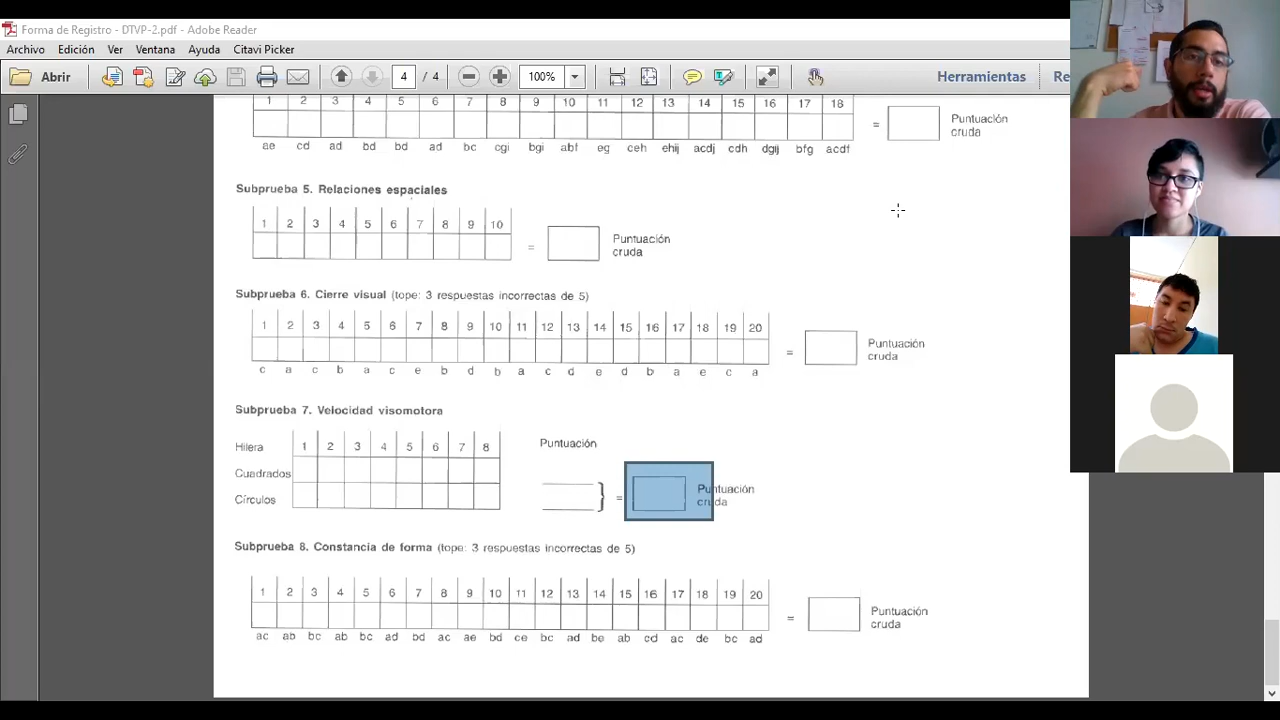 Forma de Registro - DTVP-2.pdf - Adobe Reader
Archivo Edición Ver Ventana Ayuda Citavi Picker
Abrir 4 / 4 100% Herramientas Re
1 2 3 4 5 6 7 8 9 10 11 12 13 14 15 16 17 18
= Puntuación
cruda
ae cd ad bd bd ad bc cgi bgi abf eg ceh ehij acdj cdh dgij bfg acdf
Subprueba 5. Relaciones espaciales
1 2 3 4 5 6 7 8 9 10
= Puntuación
cruda
Subprueba 6. Cierre visual (tope: 3 respuestas incorrectas de 5)
1 2 3 4 5 6 7 8 9 10 11 12 13 14 15 16 17 18 19 20
= Puntuación
cruda
c a c b a c e b d b a c d e d b a e c a
Subprueba 7. Velocidad visomotora
Hilera 1 2 3 4 5 6 7 8 Puntuación
Cuadrados
Círculos } = Puntuación
cruda
Subprueba 8. Constancia de forma (tope: 3 respuestas incorrectas de 5)
1 2 3 4 5 6 7 8 9 10 11 12 13 14 15 16 17 18 19 20
= Puntuación
cruda
ac ab bc ab bc ad bd ac ae bd ce bc ad be ab cd ac de bc ad